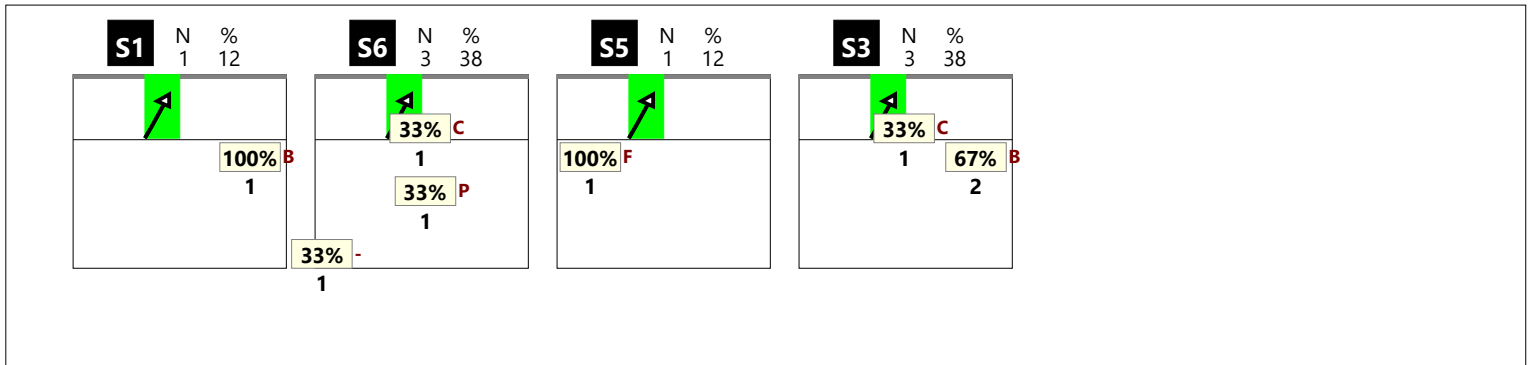 S1 N % 1 12
S6 N % 3 38
S5 N % 1 12
S3 N % 3 38
100% B
1
33% C
1
33% P
1
33% -
1
100% F
1
33% C
1
67% B
2